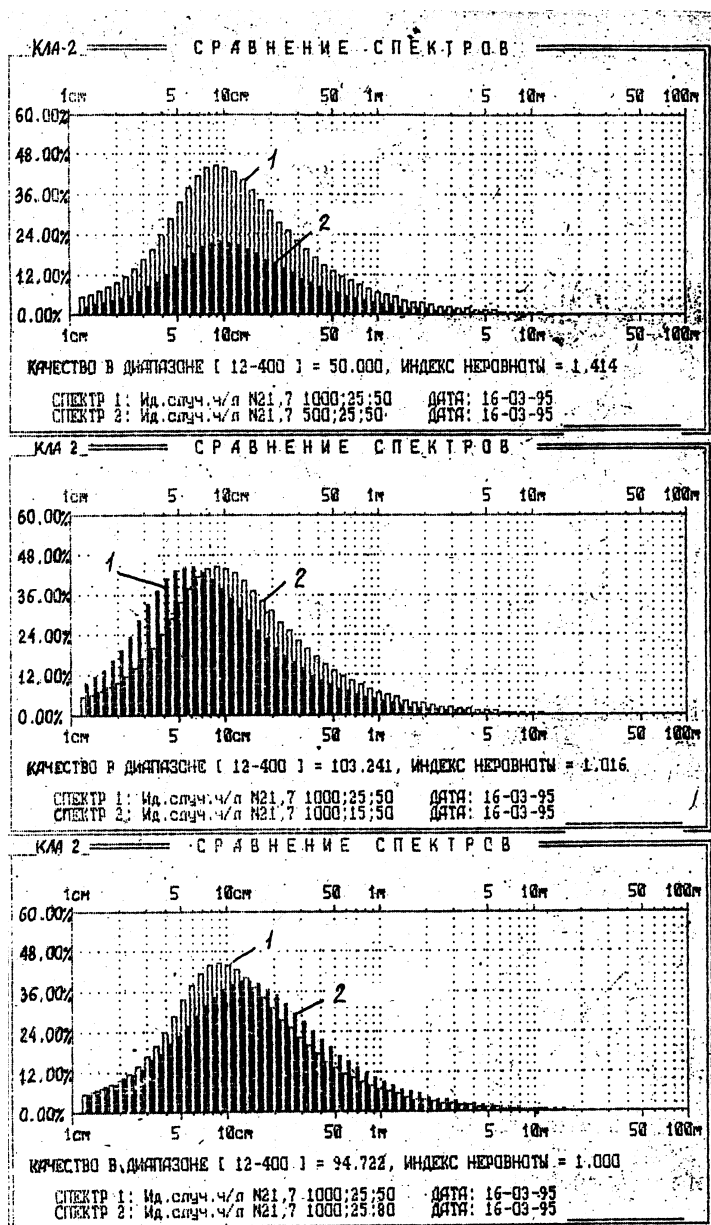 КЛА-2 СРАВНЕНИЕ СПЕКТРОВ
1см 5 10см 50 1м 5 10м 50 100м
60.00%
48.00%
36.00%
24.00%
12.00%
0.00%
1
2
1см 5 10см 50 1м 5 10м 50 100м
КАЧЕСТВО В ДИАПАЗОНЕ [ 12-400 ] = 50.000, ИНДЕКС НЕРОВНОТЫ = 1.414
СПЕКТР 1: Ид.случ.ч/л N21,7 1000;25;50 ДАТА: 16-03-95
СПЕКТР 2: Ид.случ.ч/л N21,7 500;25;50 ДАТА: 16-03-95
КЛА 2 СРАВНЕНИЕ СПЕКТРОВ
1см 5 10см 50 1м 5 10м 50 100м
60.00%
48.00%
36.00%
24.00%
12.00%
0.00%
1
2
1см 5 10см 50 1м 5 10м 50 100м
КАЧЕСТВО В ДИАПАЗОНЕ [ 12-400 ] = 103.241, ИНДЕКС НЕРОВНОТЫ = 1.016
СПЕКТР 1: Ид.случ.ч/л N21,7 1000;25;50 ДАТА: 16-03-95
СПЕКТР 2: Ид.случ.ч/л N21,7 1000;15;50 ДАТА: 16-03-95
КЛА 2 СРАВНЕНИЕ СПЕКТРОВ
1см 5 10см 50 1м 5 10м 50 100м
60.00%
48.00%
36.00%
24.00%
12.00%
0.00%
1
2
1см 5 10см 50 1м 5 10м 50 100м
КАЧЕСТВО В ДИАПАЗОНЕ [ 12-400 ] = 94.722, ИНДЕКС НЕРОВНОТЫ = 1.000
СПЕКТР 1: Ид.случ.ч/л N21,7 1000;25;50 ДАТА: 16-03-95
СПЕКТР 2: Ид.случ.ч/л N21,7 1000;25;80 ДАТА: 16-03-95